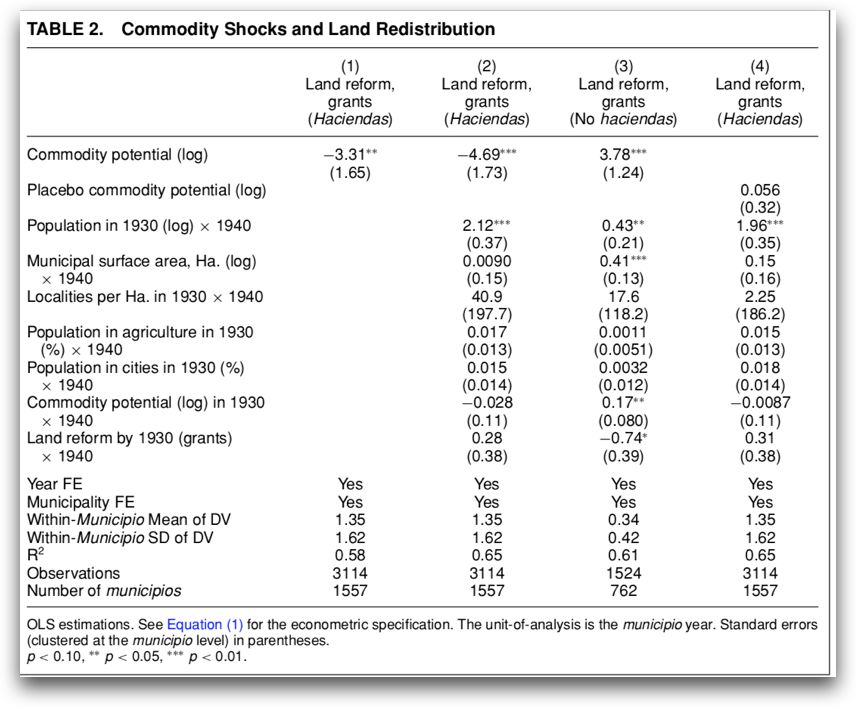 TABLE 2. Commodity Shocks and Land Redistribution
(1) (2) (3) (4)
Land reform, Land reform, Land reform, Land reform,
grants grants grants grants
(Haciendas) (Haciendas) (No haciendas) (Haciendas)
Commodity potential (log) −3.31** −4.69*** 3.78***
(1.65) (1.73) (1.24)
Placebo commodity potential (log) 0.056
(0.32)
Population in 1930 (log) × 1940 2.12*** 0.43** 1.96***
(0.37) (0.21) (0.35)
Municipal surface area, Ha. (log) 0.0090 0.41*** 0.15
× 1940 (0.15) (0.13) (0.16)
Localities per Ha. in 1930 × 1940 40.9 17.6 2.25
(197.7) (118.2) (186.2)
Population in agriculture in 1930 0.017 0.0011 0.015
(%) × 1940 (0.013) (0.0051) (0.013)
Population in cities in 1930 (%) 0.015 0.0032 0.018
× 1940 (0.014) (0.012) (0.014)
Commodity potential (log) in 1930 −0.028 0.17** −0.0087
× 1940 (0.11) (0.080) (0.11)
Land reform by 1930 (grants) 0.28 −0.74* 0.31
× 1940 (0.38) (0.39) (0.38)
Year FE Yes Yes Yes Yes
Municipality FE Yes Yes Yes Yes
Within-Municipio Mean of DV 1.35 1.35 0.34 1.35
Within-Municipio SD of DV 1.62 1.62 0.42 1.62
R² 0.58 0.65 0.61 0.65
Observations 3114 3114 1524 3114
Number of municipios 1557 1557 762 1557
OLS estimations. See Equation (1) for the econometric specification. The unit-of-analysis is the municipio year. Standard errors
(clustered at the municipio level) in parentheses.
p < 0.10, ** p < 0.05, *** p < 0.01.